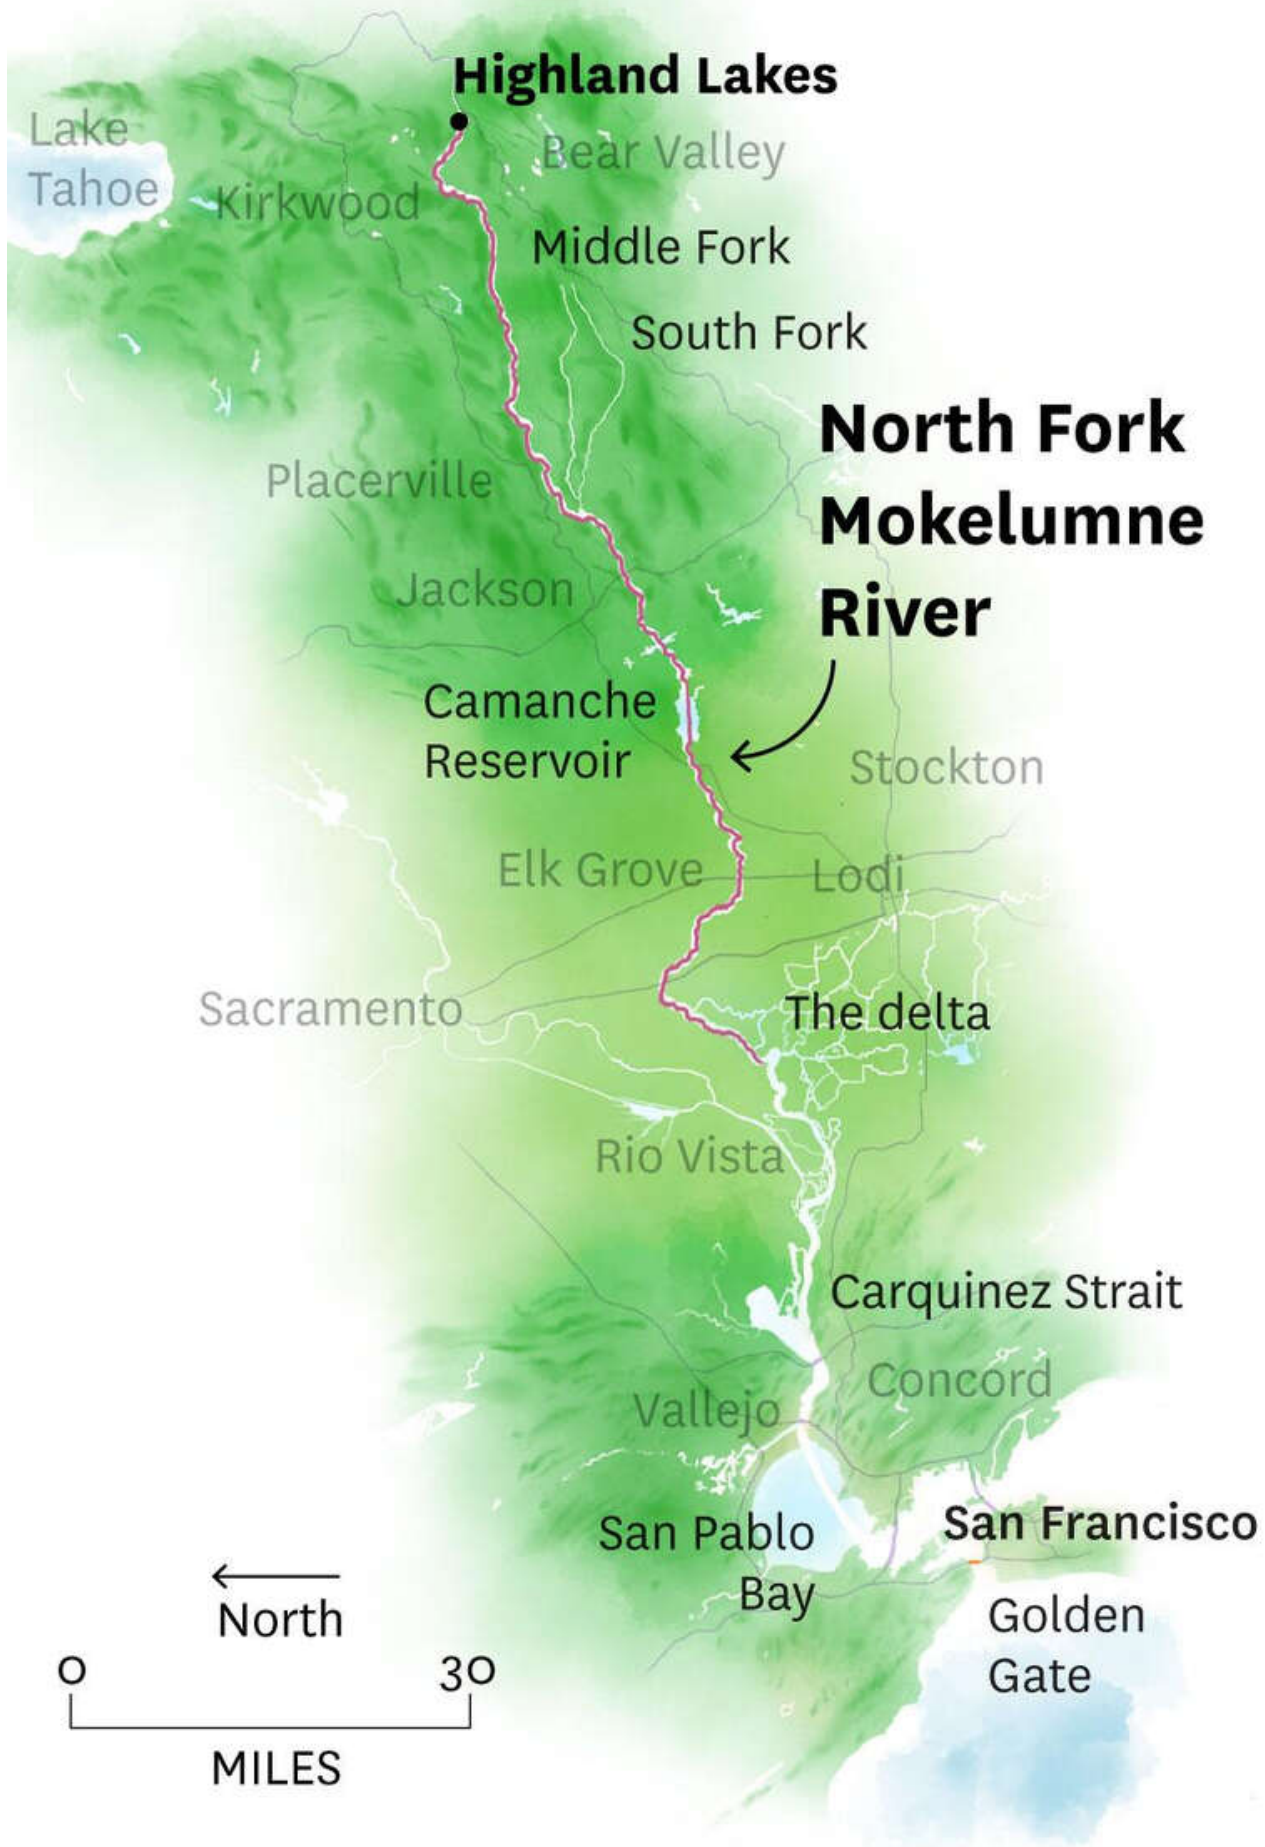 Highland Lakes
Lake
Tahoe
Bear Valley
Kirkwood
Middle Fork
South Fork
North Fork
Mokelumne
River
Placerville
Jackson
Camanche
Reservoir
Stockton
Elk Grove
Lodi
Sacramento
The delta
Rio Vista
Carquinez Strait
Concord
Vallejo
San Francisco
San Pablo
Bay
North
Golden
Gate
0
30
MILES